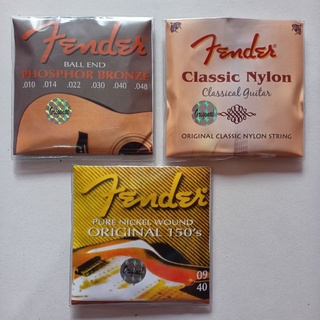 Fender
BALL END
PHOSPHOR BRONZE
.010 .014 .022 .030 .040 .048
Fender
Classic Nylon
Classical Guitar
ORIGINAL CLASSIC NYLON STRING
Fender
PURE NICKEL WOUND
ORIGINAL 150's
09
40